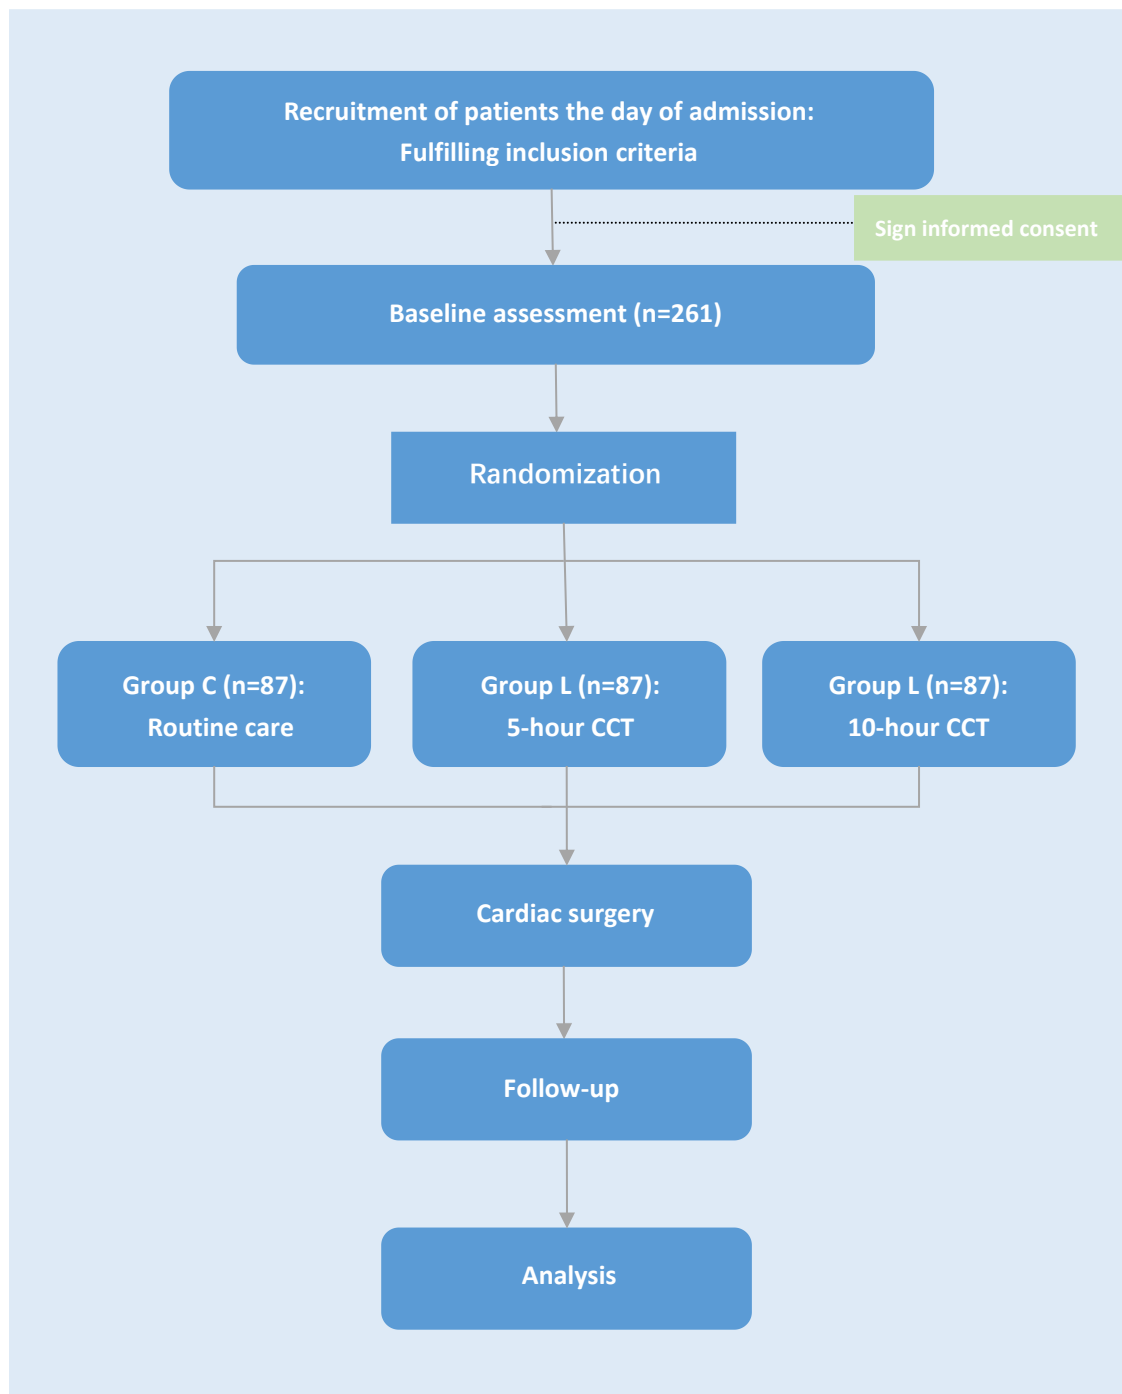 Recruitment of patients the day of admission:
Fulfilling inclusion criteria
Sign informed consent
Baseline assessment (n=261)
Randomization
Group C (n=87):
Routine care
Group L (n=87):
5-hour CCT
Group L (n=87):
10-hour CCT
Cardiac surgery
Follow-up
Analysis